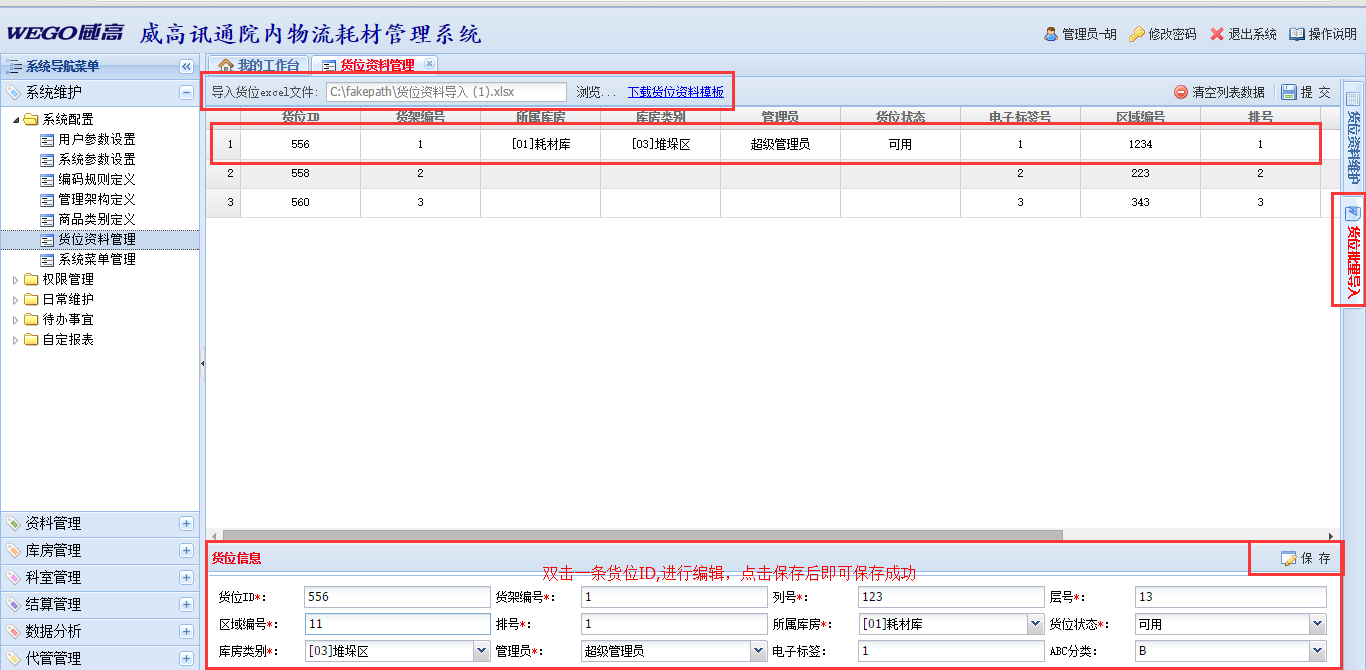 WEGO威高 威高讯通院内物流耗材管理系统
管理员-胡 修改密码 退出系统 操作说明
系统导航菜单
我的工作台 货位资料管理
系统维护
导入货位excel文件: C:\fakepath\货位资料导入 (1).xlsx 浏览... 下载货位资料模板
清空列表数据 提 交
系统配置
用户参数设置
系统参数设置
编码规则定义
管理架构定义
商品类别定义
货位资料管理
系统菜单管理
权限管理
日常维护
待办事宜
自定报表
资料管理
库房管理
科室管理
结算管理
数据分析
代管管理
货位ID 货架编号 所属库房 库房类别 管理员 货位状态 电子标签号 区域编号 排号
1 556 1 [01]耗材库 [03]堆垛区 超级管理员 可用 1 1234 1
2 558 2 2 223 2
3 560 3 3 343 3
货位资料维护
货位批量导入
货位信息
保 存
双击一条货位ID,进行编辑，点击保存后即可保存成功
货位ID*: 556 货架编号*: 1 列号*: 123 层号*: 13
区域编号*: 11 排号*: 1 所属库房*: [01]耗材库 货位状态*: 可用
库房类别*: [03]堆垛区 管理员*: 超级管理员 电子标签: 1 ABC分类: B